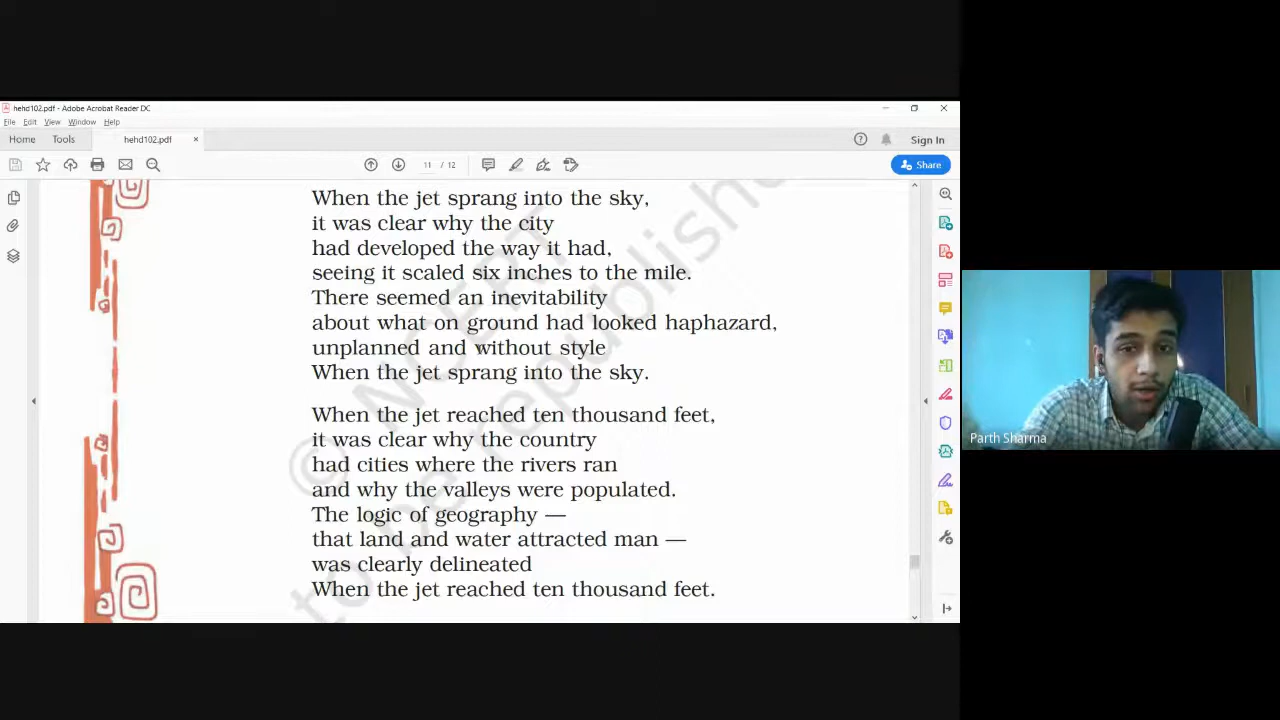 hehd102.pdf - Adobe Acrobat Reader DC
File Edit View Window Help
Home Tools hehd102.pdf × Sign In
11 / 12 Share
When the jet sprang into the sky,
it was clear why the city
had developed the way it had,
seeing it scaled six inches to the mile.
There seemed an inevitability
about what on ground had looked haphazard,
unplanned and without style
When the jet sprang into the sky.
When the jet reached ten thousand feet,
it was clear why the country
had cities where the rivers ran
and why the valleys were populated.
The logic of geography —
that land and water attracted man —
was clearly delineated
When the jet reached ten thousand feet.
© NCERT
to be republishe
Parth Sharma